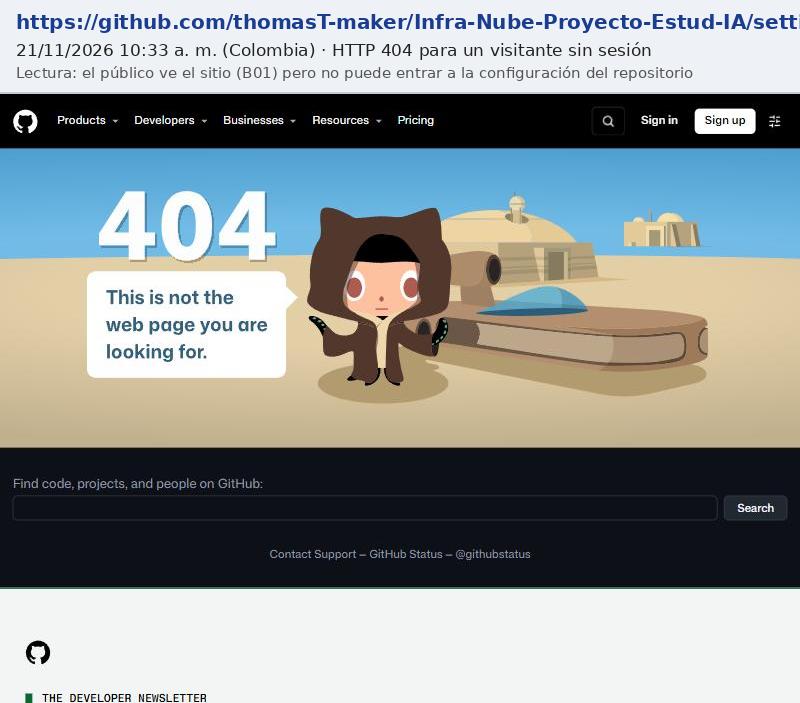 https://github.com/thomasT-maker/Infra-Nube-Proyecto-Estud-IA/setti
21/11/2026 10:33 a. m. (Colombia) · HTTP 404 para un visitante sin sesión
Lectura: el público ve el sitio (B01) pero no puede entrar a la configuración del repositorio
Products Developers Businesses Resources Pricing Sign in Sign up
404
This is not the
web page you are
looking for.
Find code, projects, and people on GitHub:
Search
Contact Support — GitHub Status — @githubstatus
THE DEVELOPER NEWSLETTER